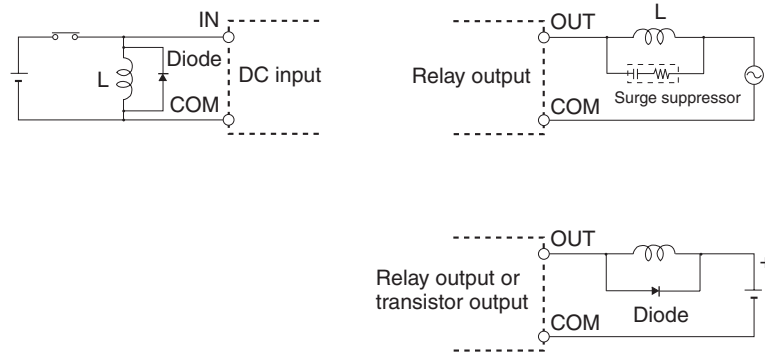 IN
Diode
L
DC input
COM
OUT
L
Relay output
Surge suppressor
COM
OUT
+
Relay output or
transistor output
Diode
COM